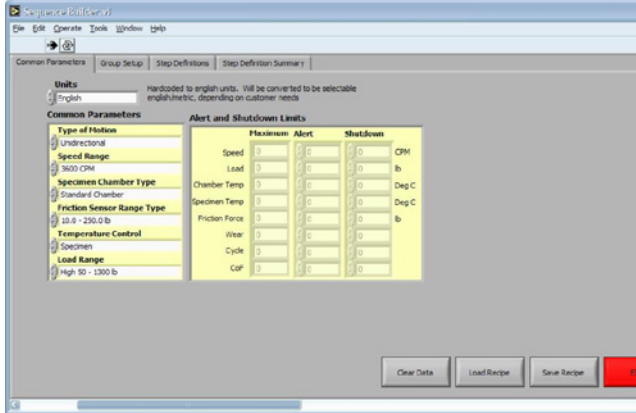 Sequence Builder.vi
File Edit Operate Tools Window Help
Common Parameters Group Setup Step Definitions Step Definition Summary
Units
English
Hardcoded to english units. Will be converted to be selectable
english/metric, depending on customer needs
Common Parameters
Type of Motion
Unidirectional
Speed Range
3600 CPM
Specimen Chamber Type
Standard Chamber
Friction Sensor Range Type
10.0 - 250.0 lb
Temperature Control
Specimen
Load Range
High 50 - 1300 lb
Alert and Shutdown Limits
Maximum Alert Shutdown
Speed 0 0 0 CPM
Load 0 0 0 lb
Chamber Temp 0 0 0 Deg C
Specimen Temp 0 0 0 Deg C
Friction Force 0 0 0 lb
Wear 0 0 0
Cycle 0 0 0
CoF 0 0 0
Clear Data Load Recipe Save Recipe